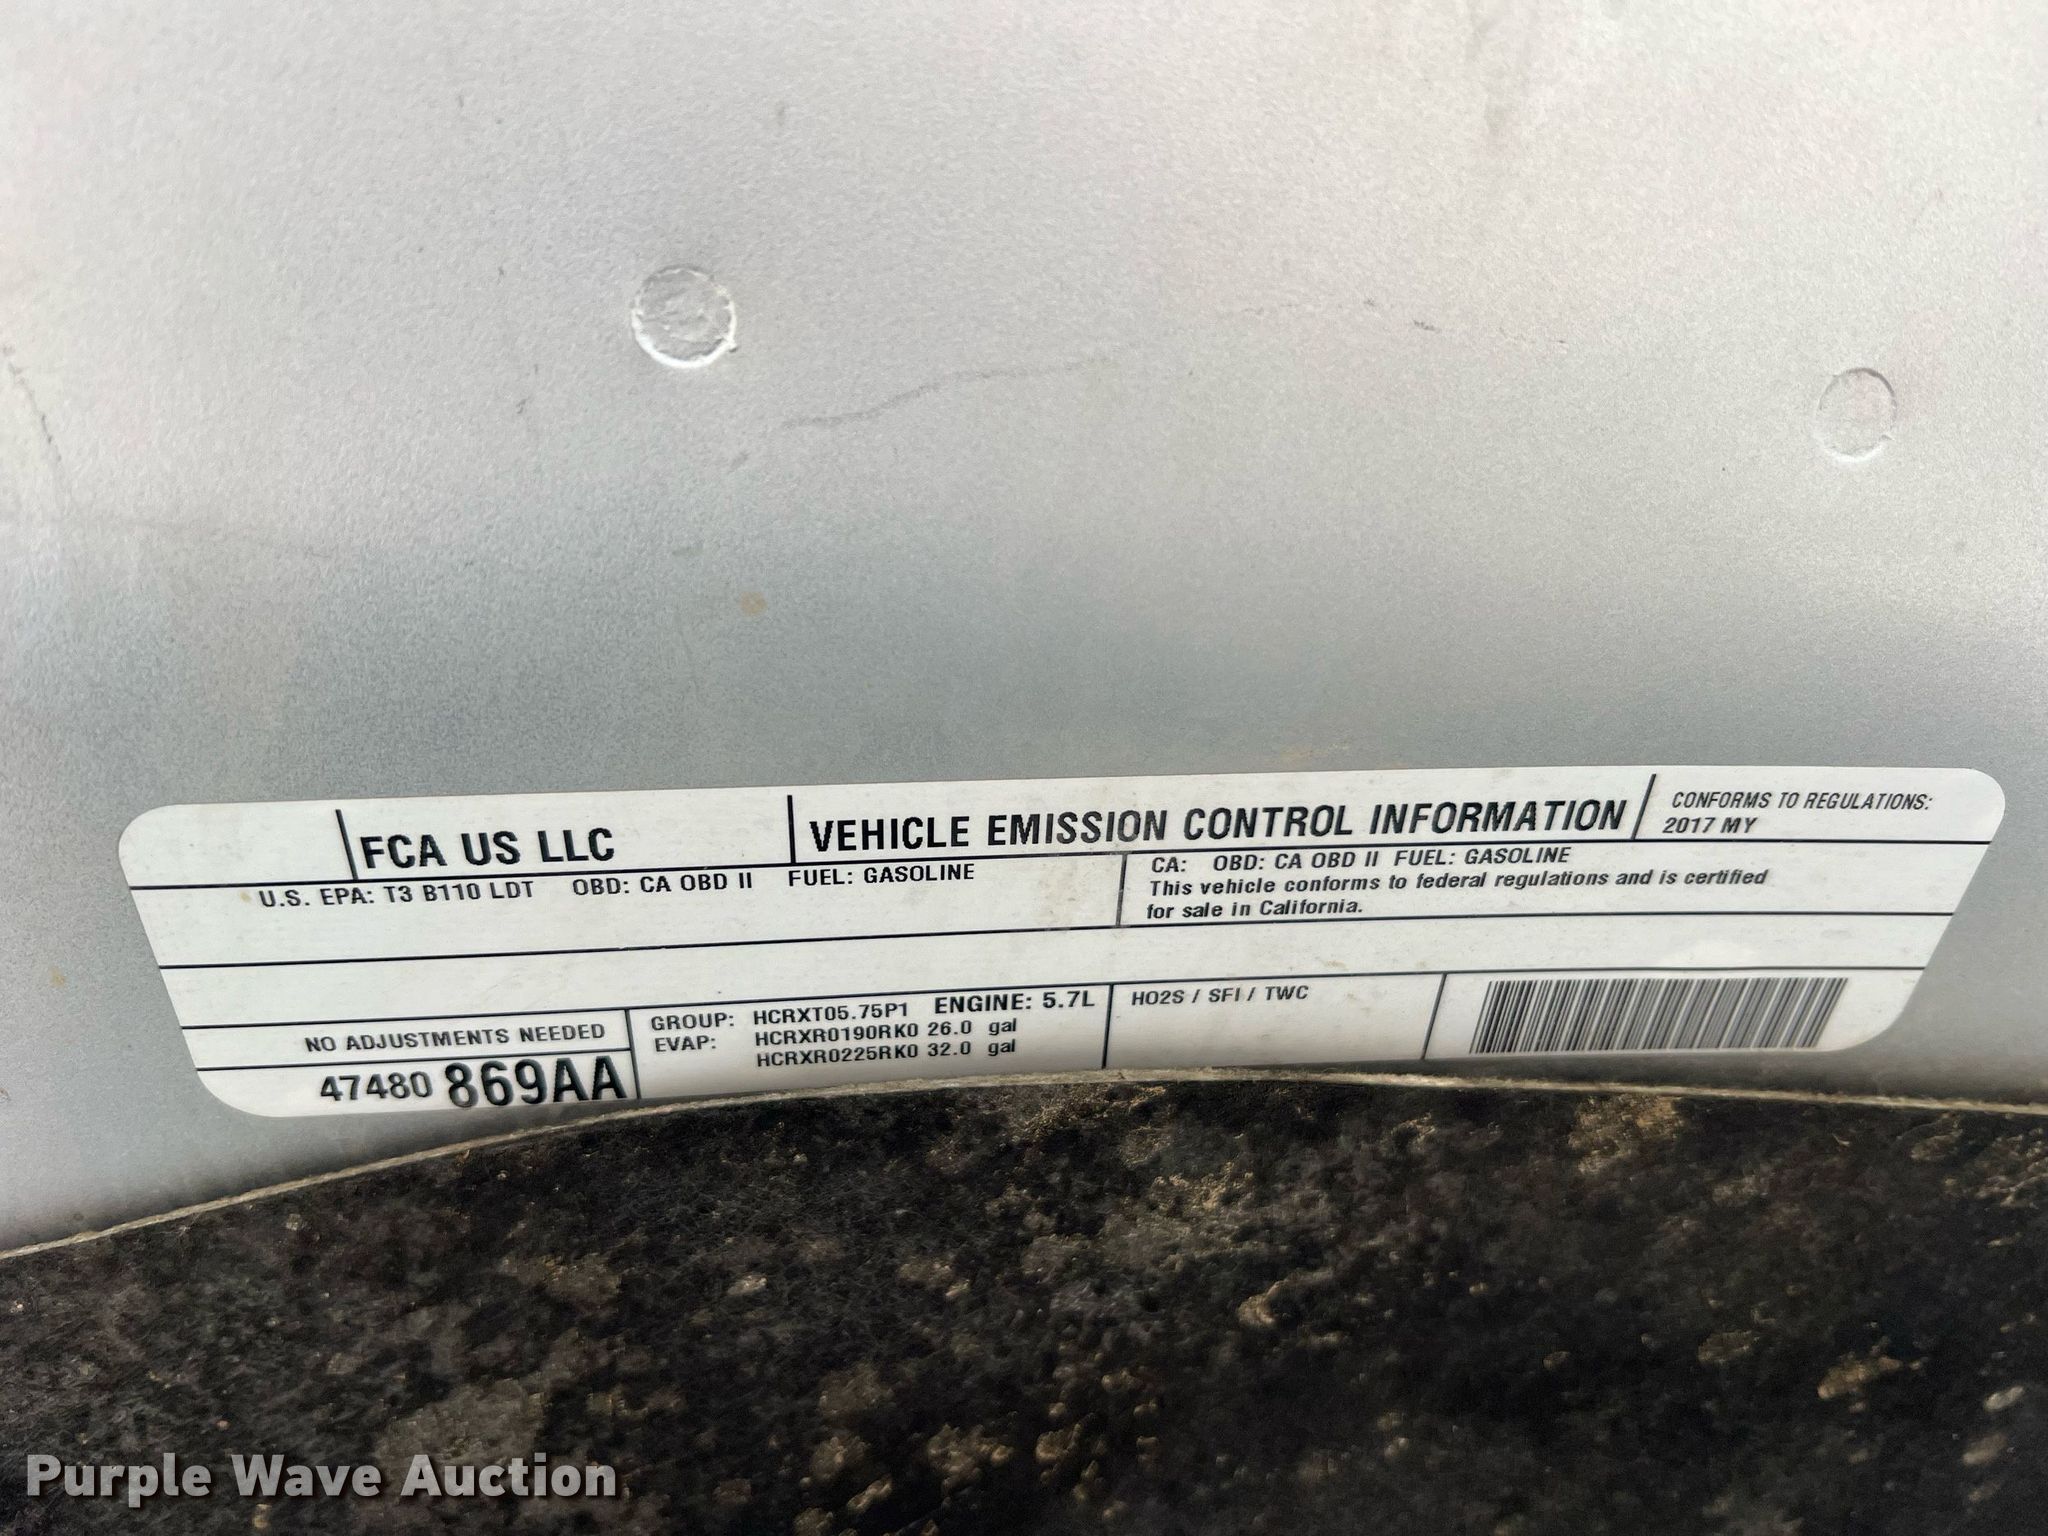 FCA US LLC
VEHICLE EMISSION CONTROL INFORMATION
CONFORMS TO REGULATIONS:
2017 MY
U.S. EPA: T3 B110 LDT OBD: CA OBD II FUEL: GASOLINE
CA: OBD: CA OBD II FUEL: GASOLINE
This vehicle conforms to federal regulations and is certified
for sale in California.
NO ADJUSTMENTS NEEDED
47480 869AA
GROUP: HCRXT05.75P1 ENGINE: 5.7L
EVAP: HCRXR0190RK0 26.0 gal
HCRXR0225RK0 32.0 gal
HO2S / SFI / TWC
Purple Wave Auction